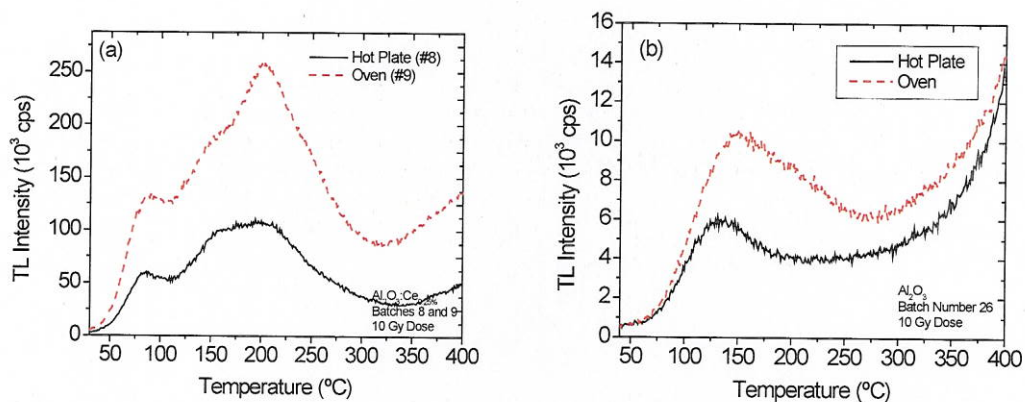 (a)
Hot Plate (#8)
Oven (#9)
250
200
150
100
50
0
TL Intensity (10³ cps)
Batches 8 and 9
10 Gy Dose
50 100 150 200 250 300 350 400
Temperature (ºC)
(b)
Hot Plate
Oven
16
14
12
10
8
6
4
2
0
TL Intensity (10³ cps)
Al₂O₃
Batch Number 26
10 Gy Dose
50 100 150 200 250 300 350 400
Temperature (ºC)